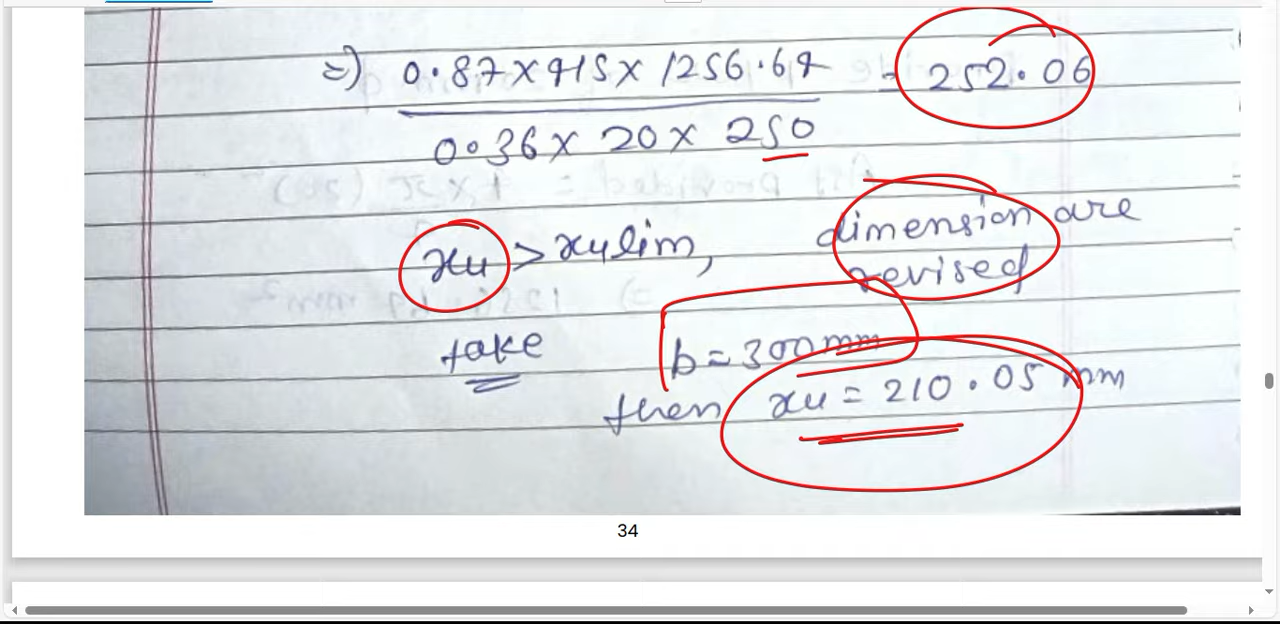 =) 0.87 x 415 x 1256.64 = 252.06
0.36 x 20 x 250
xu > xulim, dimension are
revised
take b = 300mm
then xu = 210.05 mm
34